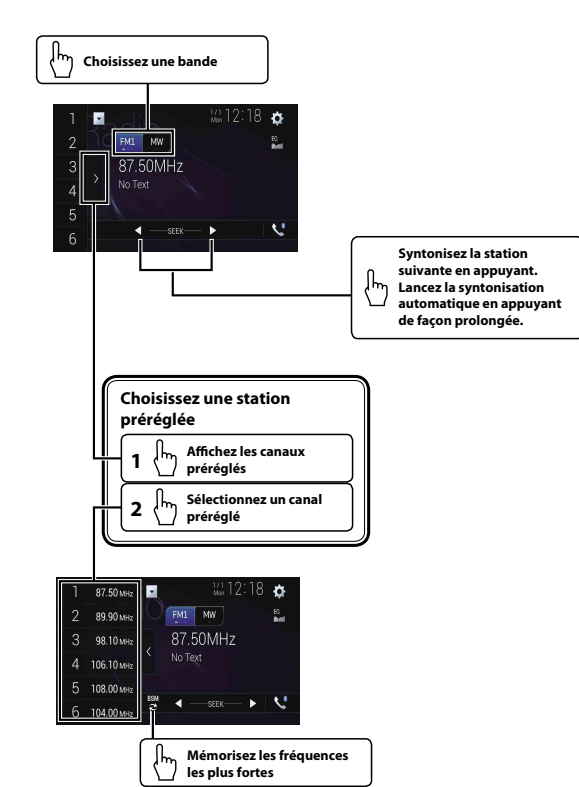 Choisissez une bande
1
2
3
4
5
6
Radio
1/1
Mon
12:18
EQ
FM1
MW
87.50MHz
No Text
SEEK
Syntonisez la station
suivante en appuyant.
Lancez la syntonisation
automatique en appuyant
de façon prolongée.
Choisissez une station
préréglée
1
Affichez les canaux
préréglés
2
Sélectionnez un canal
préréglé
1 87.50 MHz
2 89.90 MHz
3 98.10 MHz
4 106.10 MHz
5 108.00 MHz
6 104.00 MHz
1/1
Mon
12:18
EQ
FM1
MW
87.50MHz
No Text
BSM
SEEK
Mémorisez les fréquences
les plus fortes